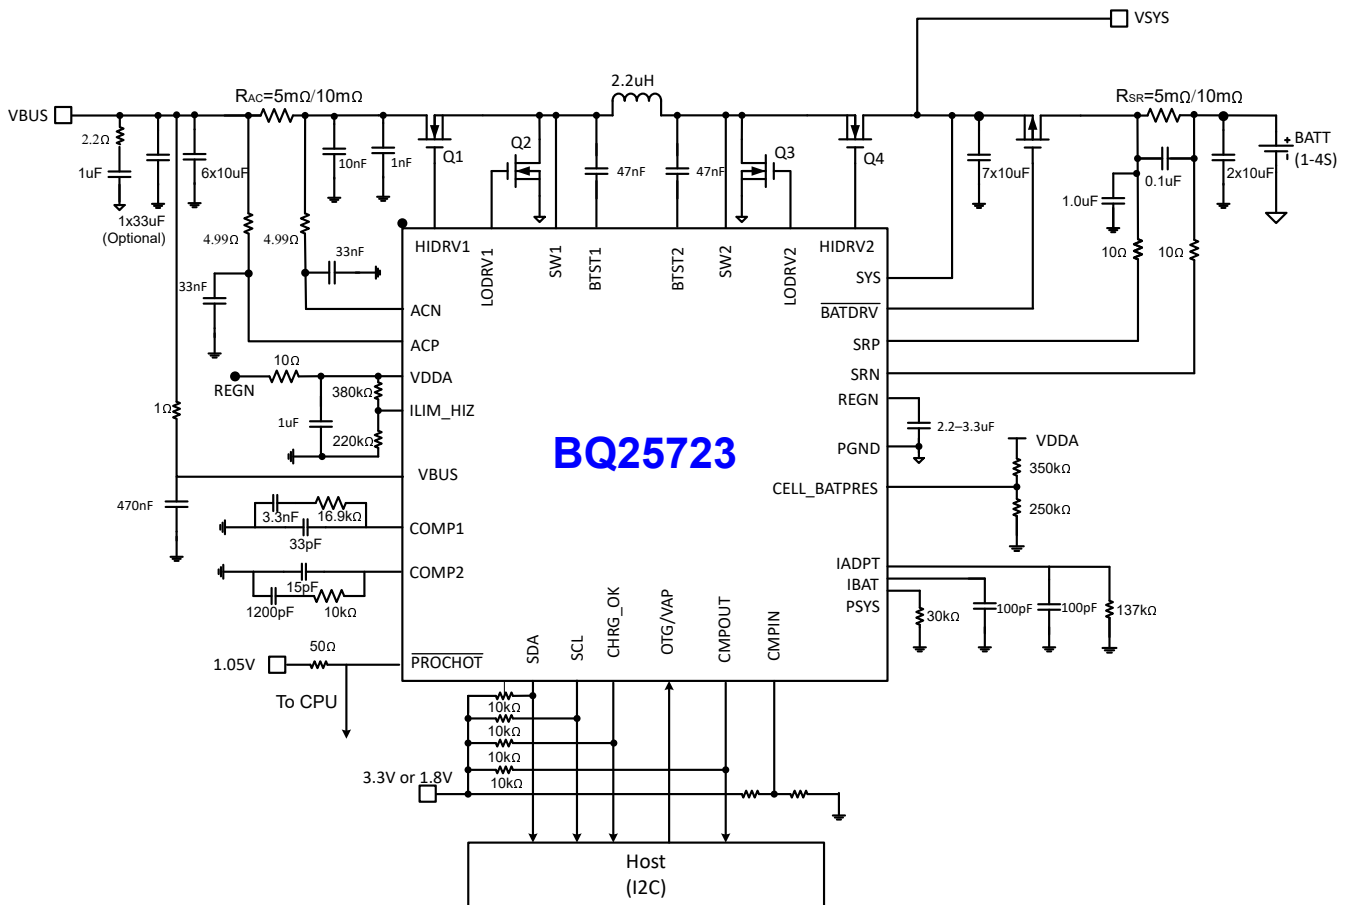 VSYS
2.2uH
RAC=5mΩ/10mΩ
RSR=5mΩ/10mΩ
VBUS
2.2Ω
Q1
Q2
Q3
Q4
BATT
(1-4S)
1uF
6x10uF
10nF
1nF
47nF
47nF
7x10uF
0.1uF
2x10uF
1x33uF
(Optional)
1.0uF
4.99Ω
4.99Ω
10Ω
10Ω
33nF
33nF
HIDRV1
LODRV1
SW1
BTST1
BTST2
SW2
LODRV2
HIDRV2
SYS
ACN
BATDRV
ACP
SRP
10Ω
REGN
VDDA
SRN
380kΩ
ILIM_HIZ
REGN
1Ω
1uF
220kΩ
2.2–3.3uF
BQ25723
PGND
VDDA
350kΩ
VBUS
CELL_BATPRES
250kΩ
470nF
3.3nF
16.9kΩ
33pF
COMP1
COMP2
15pF
1200pF
10kΩ
IADPT
IBAT
PSYS
30kΩ
100pF
100pF
137kΩ
1.05V
50Ω
PROCHOT
To CPU
SDA
SCL
CHRG_OK
OTG/VAP
CMPOUT
CMPIN
10kΩ
10kΩ
10kΩ
10kΩ
3.3V or 1.8V
Host
(I2C)